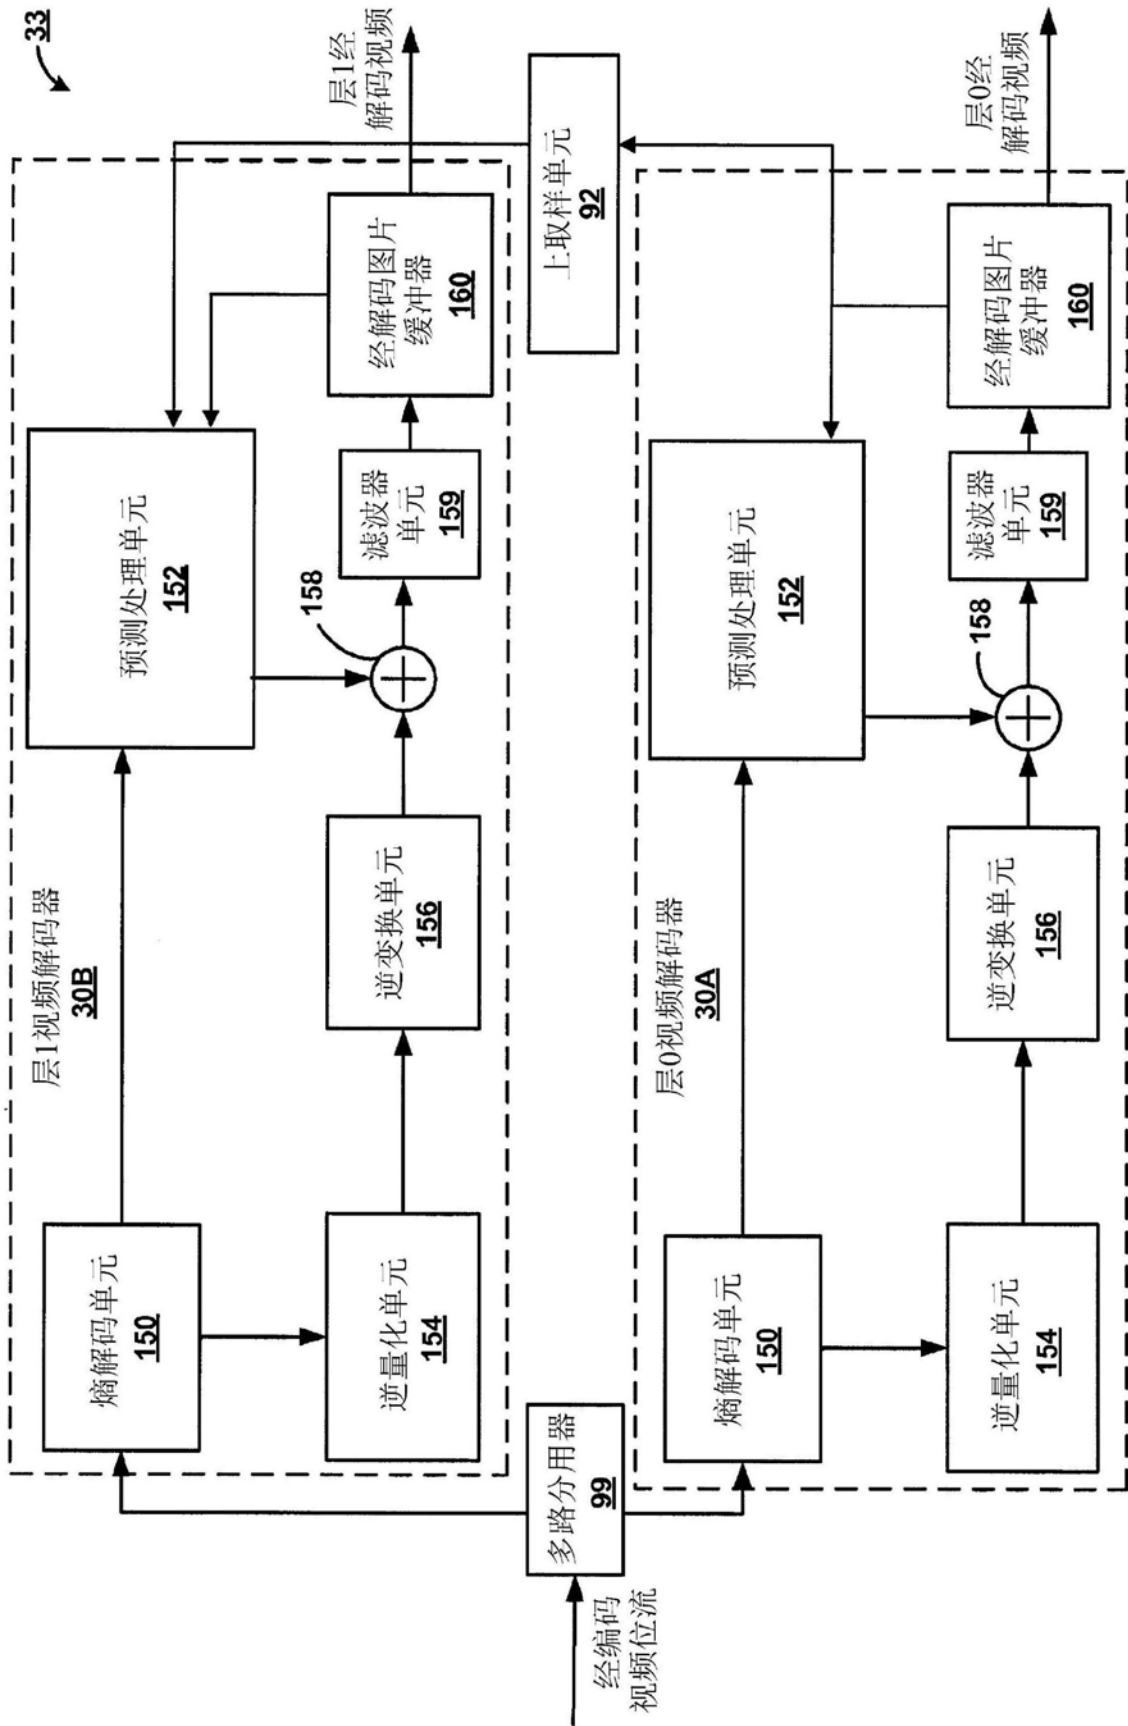 33
层1视频解码器
30B
熵解码单元
150
预测处理单元
152
逆量化单元
154
逆变换单元
156
158
滤波器
单元
159
经解码图片
缓冲器
160
层1经
解码视频
经编码
视频位流
多路分用器
99
上取样单元
92
层0视频解码器
30A
熵解码单元
150
预测处理单元
152
逆量化单元
154
逆变换单元
156
158
滤波器
单元
159
经解码图片
缓冲器
160
层0经
解码视频